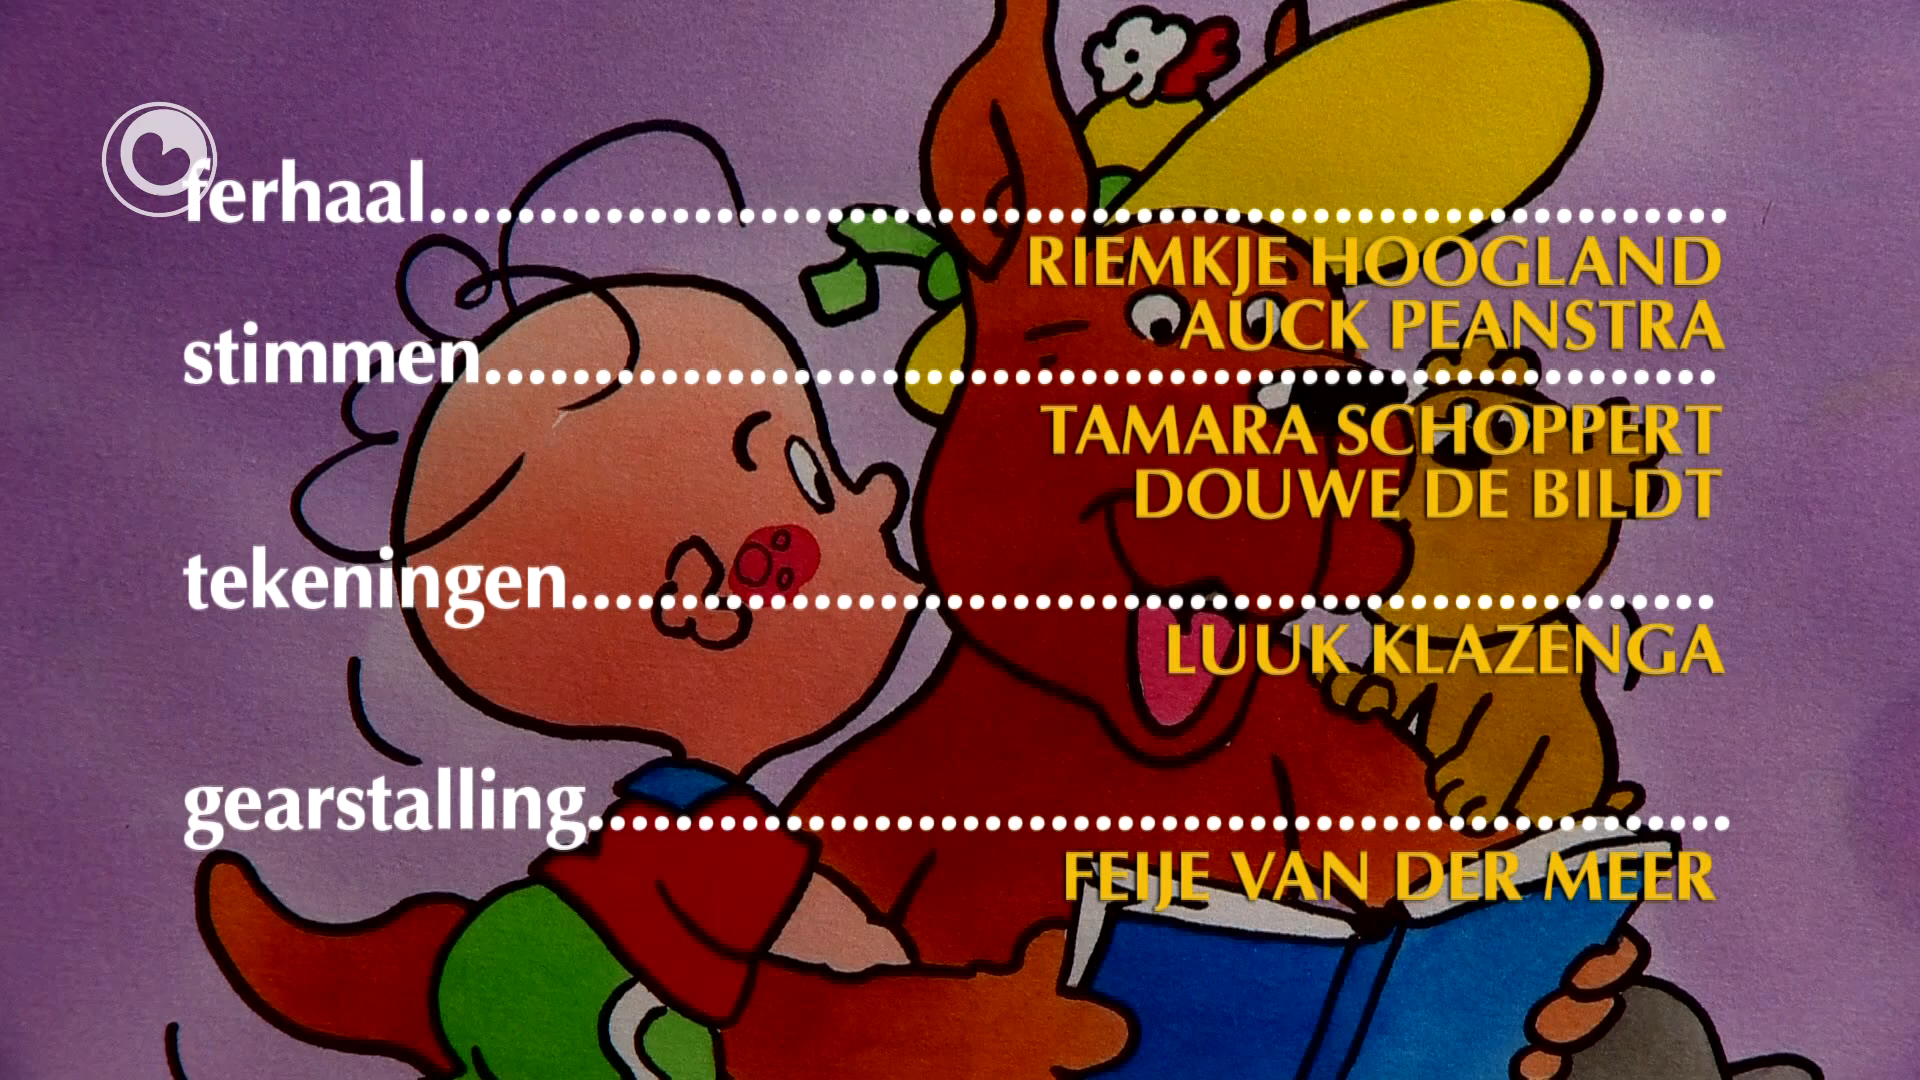 ferhaal..........................................................
RIEMKJE HOOGLAND
AUCK PEANSTRA
stimmen........................................................
TAMARA SCHOPPERT
DOUWE DE BILDT
tekeningen....................................................
LUUK KLAZENGA
gearstalling....................................................
FEIJE VAN DER MEER